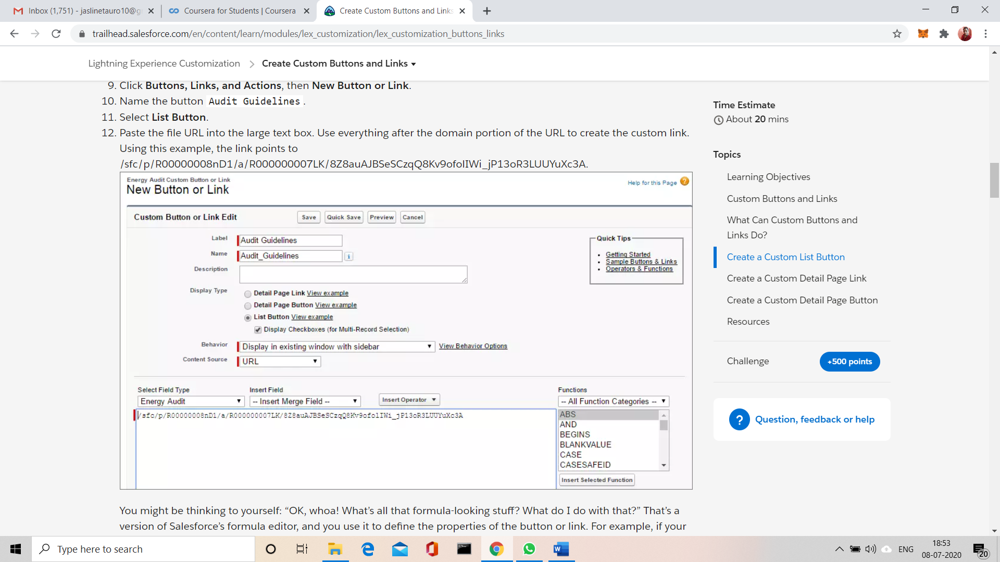 Inbox (1,751) - jaslinetauro10@g
Coursera for Students | Coursera
Create Custom Buttons and Links
trailhead.salesforce.com/en/content/learn/modules/lex_customization/lex_customization_buttons_links
Lightning Experience Customization
Create Custom Buttons and Links
9. Click Buttons, Links, and Actions, then New Button or Link.
10. Name the button Audit Guidelines.
11. Select List Button.
12. Paste the file URL into the large text box. Use everything after the domain portion of the URL to create the custom link.
Using this example, the link points to
/sfc/p/R00000008nD1/a/R000000007LK/8Z8auAJBSeSCzqQ8Kv9ofolIWi_jP13oR3LUUYuXc3A.
Energy Audit Custom Button or Link
New Button or Link
Help for this Page ?
Custom Button or Link Edit
Save
Quick Save
Preview
Cancel
Label
Audit Guidelines
Name
Audit_Guidelines
i
Description
Display Type
Detail Page Link View example
Detail Page Button View example
List Button View example
Display Checkboxes (for Multi-Record Selection)
Behavior
Display in existing window with sidebar
View Behavior Options
Content Source
URL
Quick Tips
Getting Started
Sample Buttons & Links
Operators & Functions
Select Field Type
Insert Field
Energy Audit
-- Insert Merge Field --
Insert Operator
Functions
-- All Function Categories --
/sfc/p/R00000008nD1/a/R000000007LK/8Z8auAJBSeSCzqQ8Kv9ofolIWi_jP13oR3LUUYuXc3A
ABS
AND
BEGINS
BLANKVALUE
CASE
CASESAFEID
Insert Selected Function
You might be thinking to yourself: “OK, whoa! What’s all that formula-looking stuff? What do I do with that?” That’s a
version of Salesforce’s formula editor, and you use it to define the properties of the button or link. For example, if your
Time Estimate
About 20 mins
Topics
Learning Objectives
Custom Buttons and Links
What Can Custom Buttons and
Links Do?
Create a Custom List Button
Create a Custom Detail Page Link
Create a Custom Detail Page Button
Resources
Challenge
+500 points
? Question, feedback or help
Type here to search
ENG
18:53
08-07-2020
20